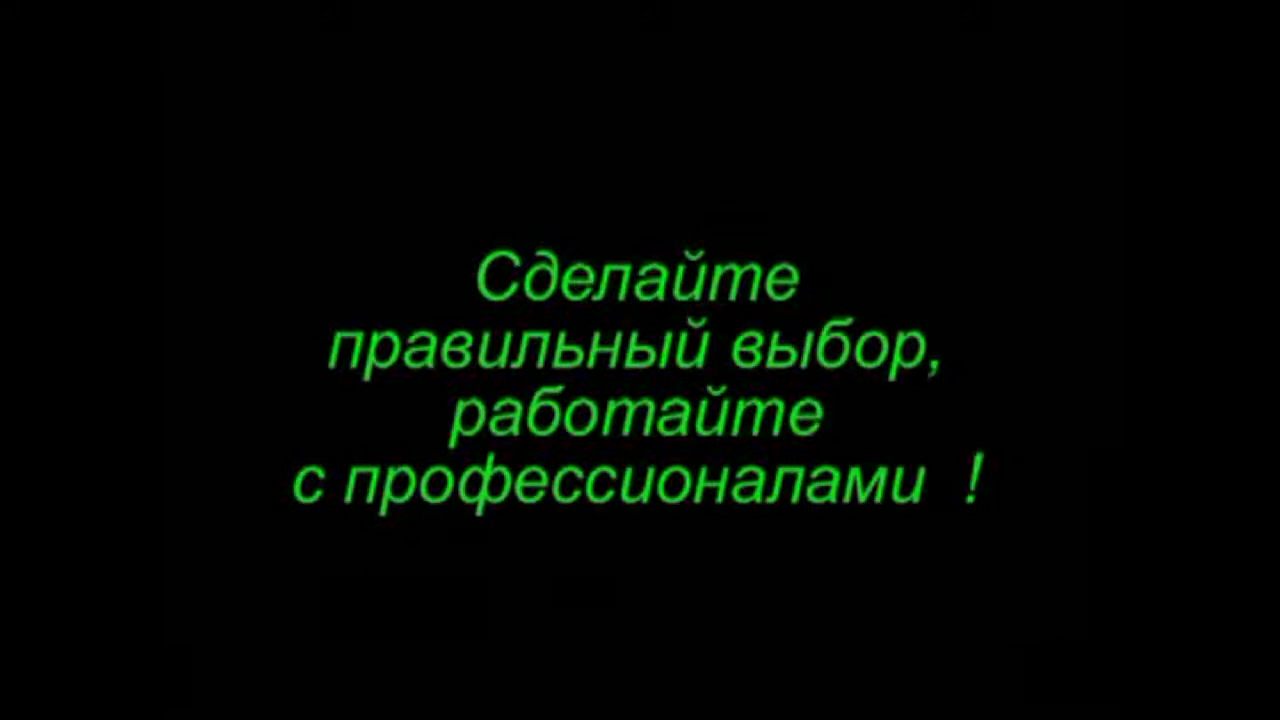 Сделайте
правильный выбор,
работайте
с профессионалами !